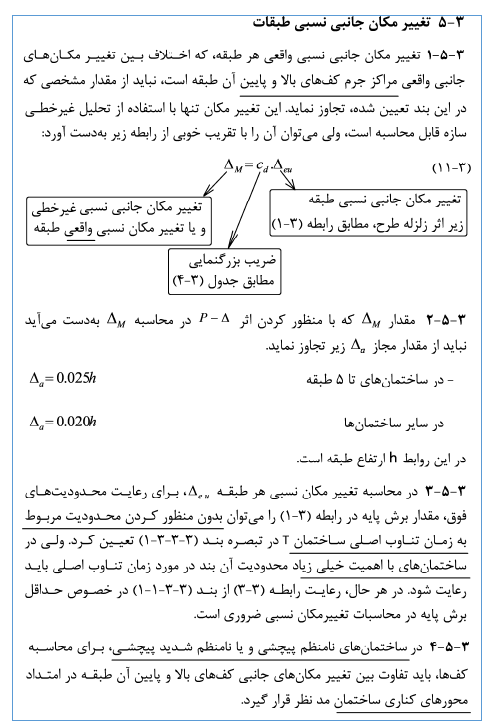 ۳-۵ تغییر مکان جانبی نسبی طبقات
۳-۵-۱ تغییر مکان جانبی نسبی واقعی هر طبقه، که اختلاف بین تغییر مکان‌های
جانبی واقعی مراکز جرم کف‌های بالا و پایین آن طبقه است، نباید از مقدار مشخصی که
در این بند تعیین شده، تجاوز نماید. این تغییر مکان تنها با استفاده از تحلیل غیرخطی
سازه قابل محاسبه است، ولی می‌توان آن را با تقریب خوبی از رابطه زیر به‌دست آورد:
Δ_M = c_d . Δ_eu (۳-۱۱)
تغییر مکان جانبی نسبی طبقه
زیر اثر زلزله طرح، مطابق رابطه (۳-۱)
تغییر مکان جانبی نسبی غیرخطی
و یا تغییر مکان نسبی واقعی طبقه
ضریب بزرگنمایی
مطابق جدول (۳-۴)
۳-۵-۲ مقدار Δ_M که با منظور کردن اثر P − Δ در محاسبه Δ_M به‌دست می‌آید
نباید از مقدار مجاز Δ_a زیر تجاوز نماید.
- در ساختمان‌های تا ۵ طبقه Δ_a = 0.025h
در سایر ساختمان‌ها Δ_a = 0.020h
در این روابط h ارتفاع طبقه است.
۳-۵-۳ در محاسبه تغییر مکان نسبی هر طبقه Δ_eu، برای رعایت محدودیت‌های
فوق، مقدار برش پایه در رابطه (۳-۱) را می‌توان بدون منظور کردن محدودیت مربوط
به زمان تناوب اصلی ساختمان T در تبصره بند (۳-۳-۳-۱) تعیین کرد. ولی در
ساختمان‌های با اهمیت خیلی زیاد محدودیت آن بند در مورد زمان تناوب اصلی باید
رعایت شود. در هر حال، رعایت رابطه (۳-۳) از بند (۳-۳-۱-۱) در خصوص حداقل
برش پایه در محاسبات تغییرمکان نسبی ضروری است.
۳-۵-۴ در ساختمان‌های نامنظم پیچشی و یا نامنظم شدید پیچشی، برای محاسبه
کف‌ها، باید تفاوت بین تغییر مکان‌های جانبی کف‌های بالا و پایین آن طبقه در امتداد
محورهای کناری ساختمان مد نظر قرار گیرد.